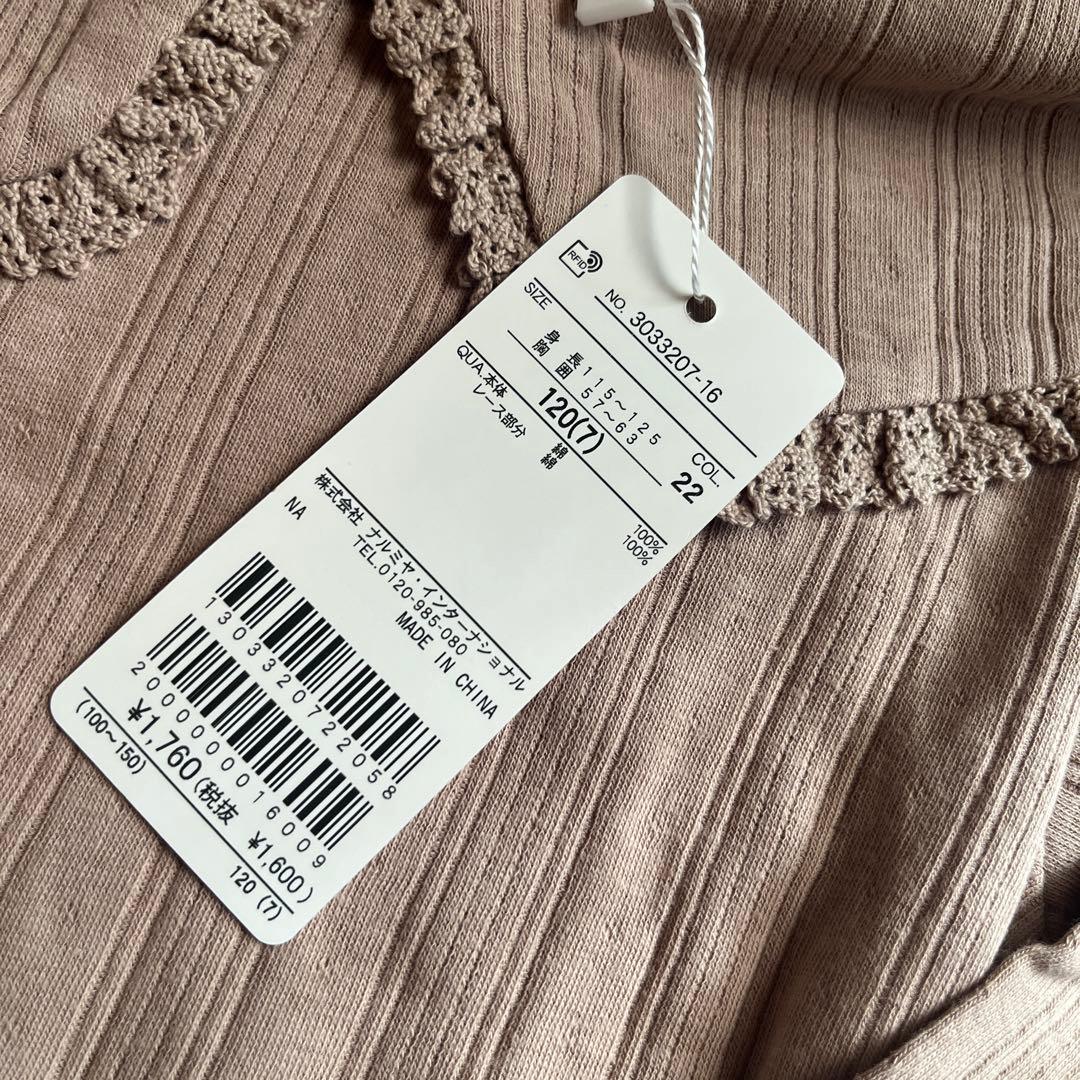 RFID
NO. 3033207-16
SIZE
COL.
身長 115~125
胸囲 57~63
120(7)
22
QUA.本体 綿 100%
レース部分 綿 100%
株式会社 ナルミヤ・インターナショナル
TEL.0120-985-080
NA
MADE IN CHINA
1303320722058
2000000016009
¥1,760(税抜 ¥1,600)
(100~150)
120 (7)